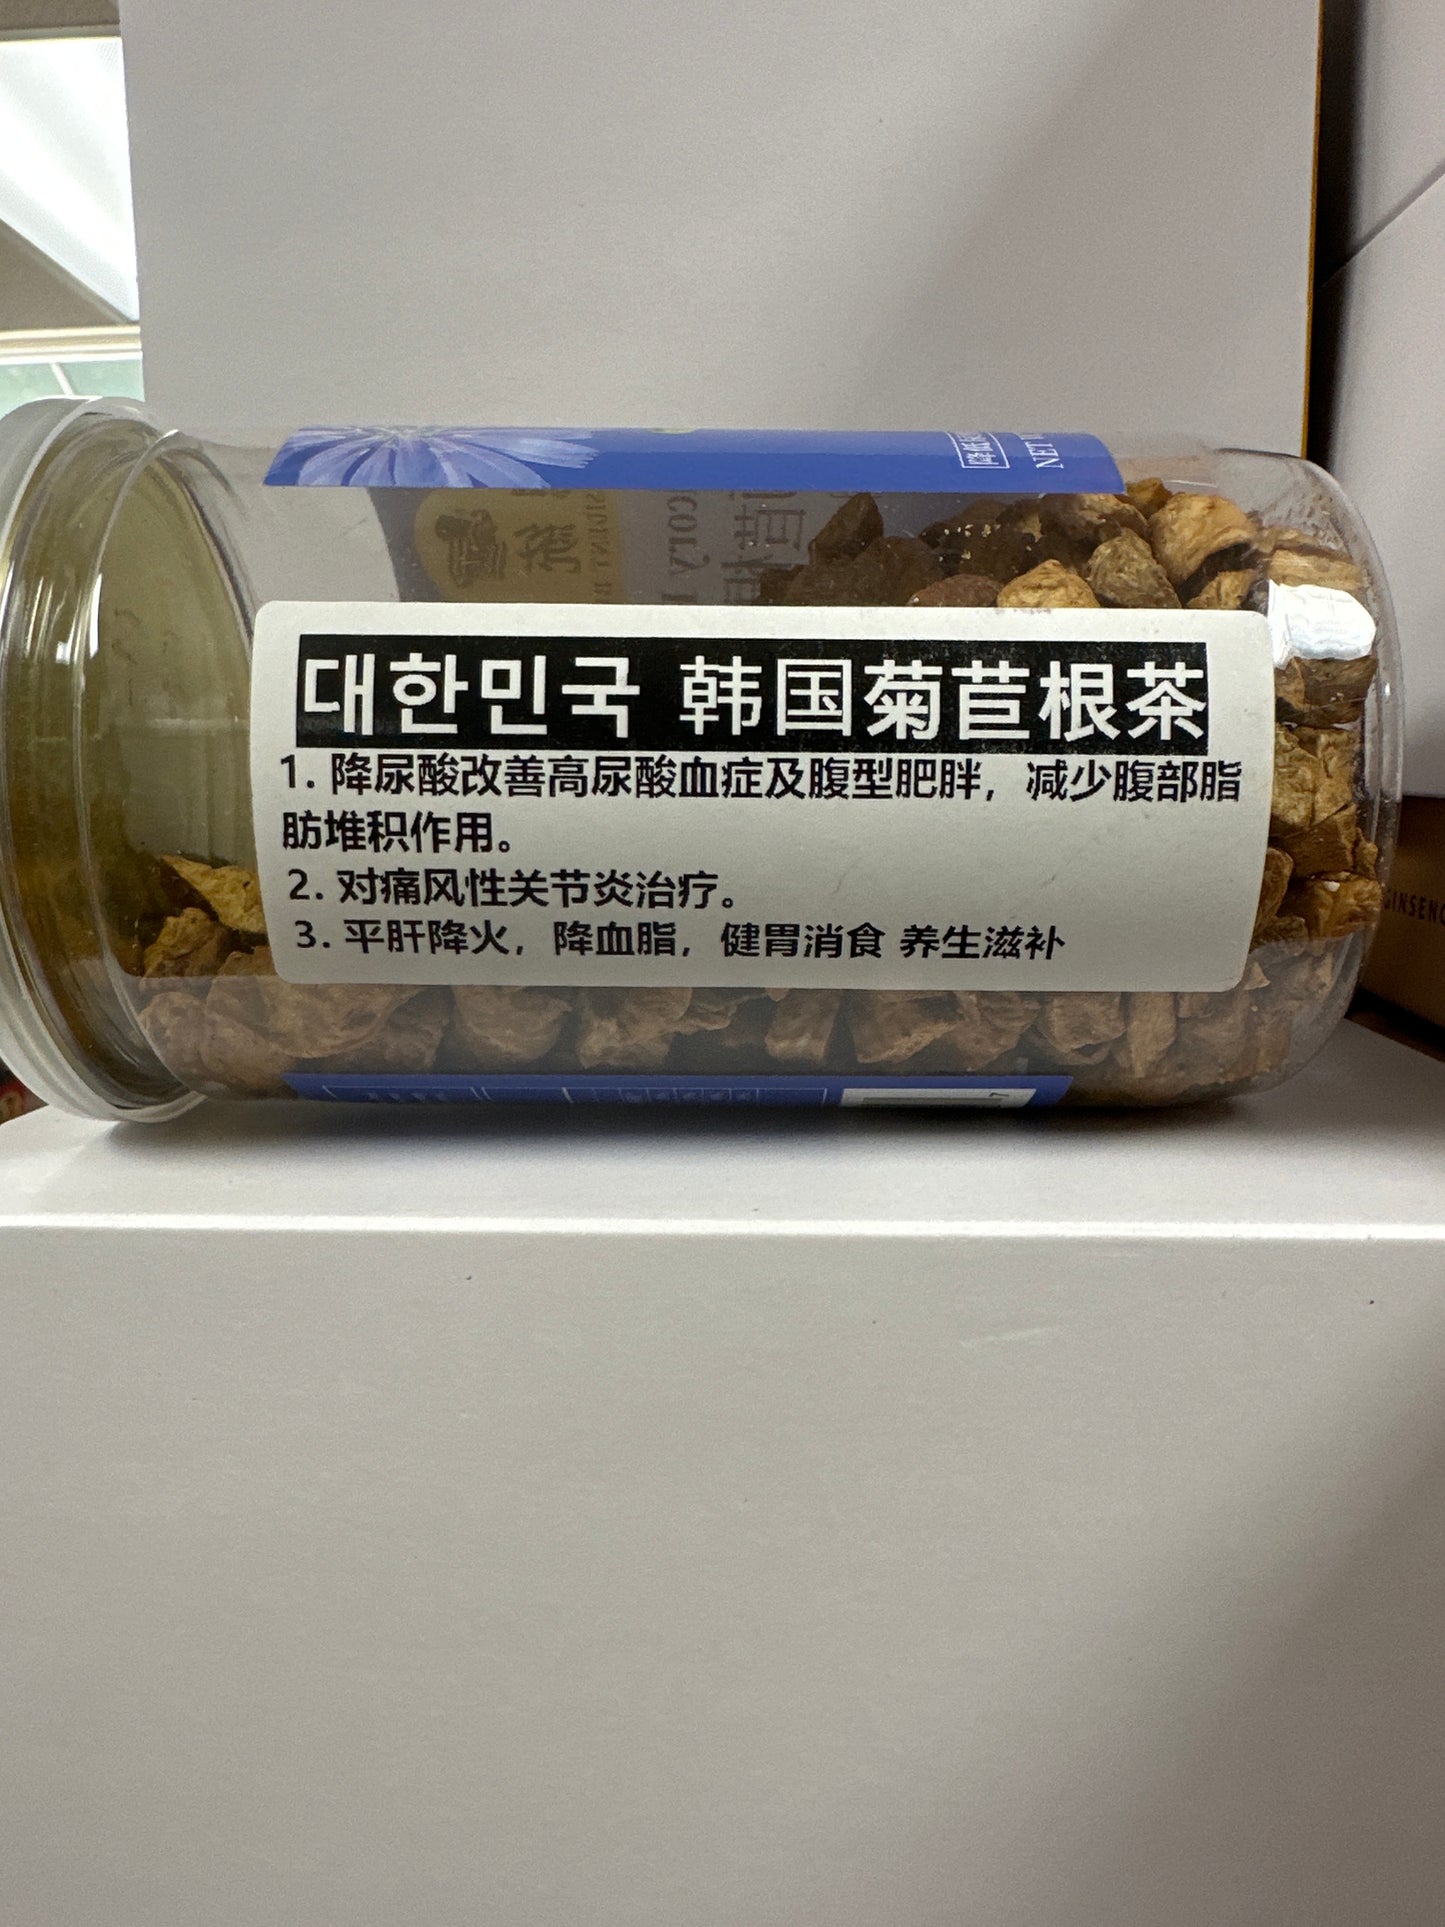 대한민국 韩国菊苣根茶
1. 降尿酸改善高尿酸血症及腹型肥胖，减少腹部脂
肪堆积作用。
2. 对痛风性关节炎治疗。
3. 平肝降火，降血脂，健胃消食 养生滋补
NET
GINSENG